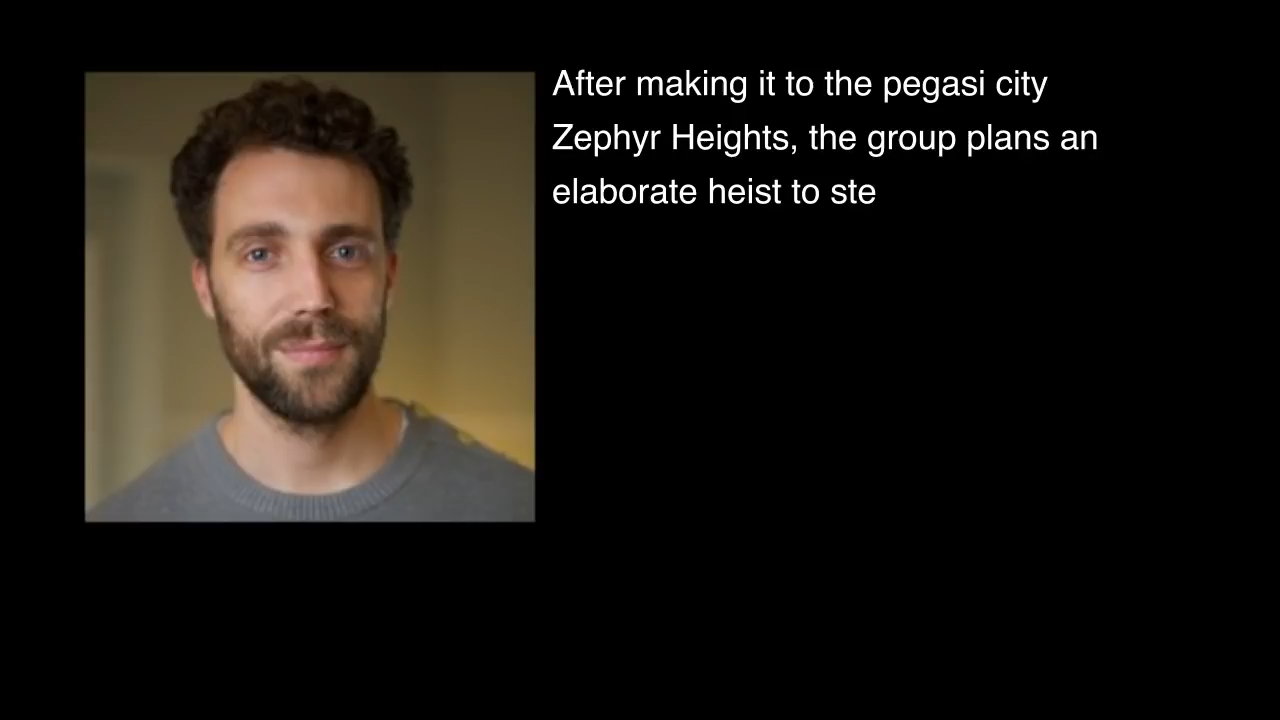 After making it to the pegasi city
Zephyr Heights, the group plans an
elaborate heist to ste